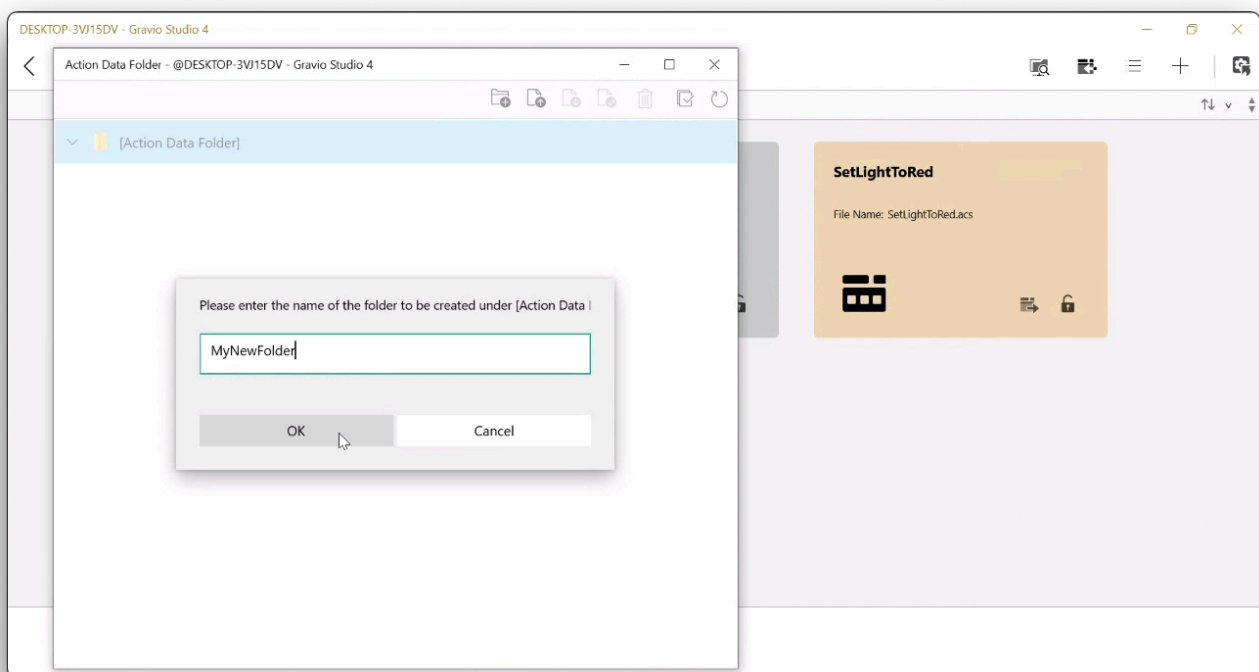 DESKTOP-3VJ15DV - Gravio Studio 4
Action Data Folder - @DESKTOP-3VJ15DV - Gravio Studio 4
[Action Data Folder]
SetLightToRed
File Name: SetLightToRed.acs
Please enter the name of the folder to be created under [Action Data
MyNewFolder
OK
Cancel